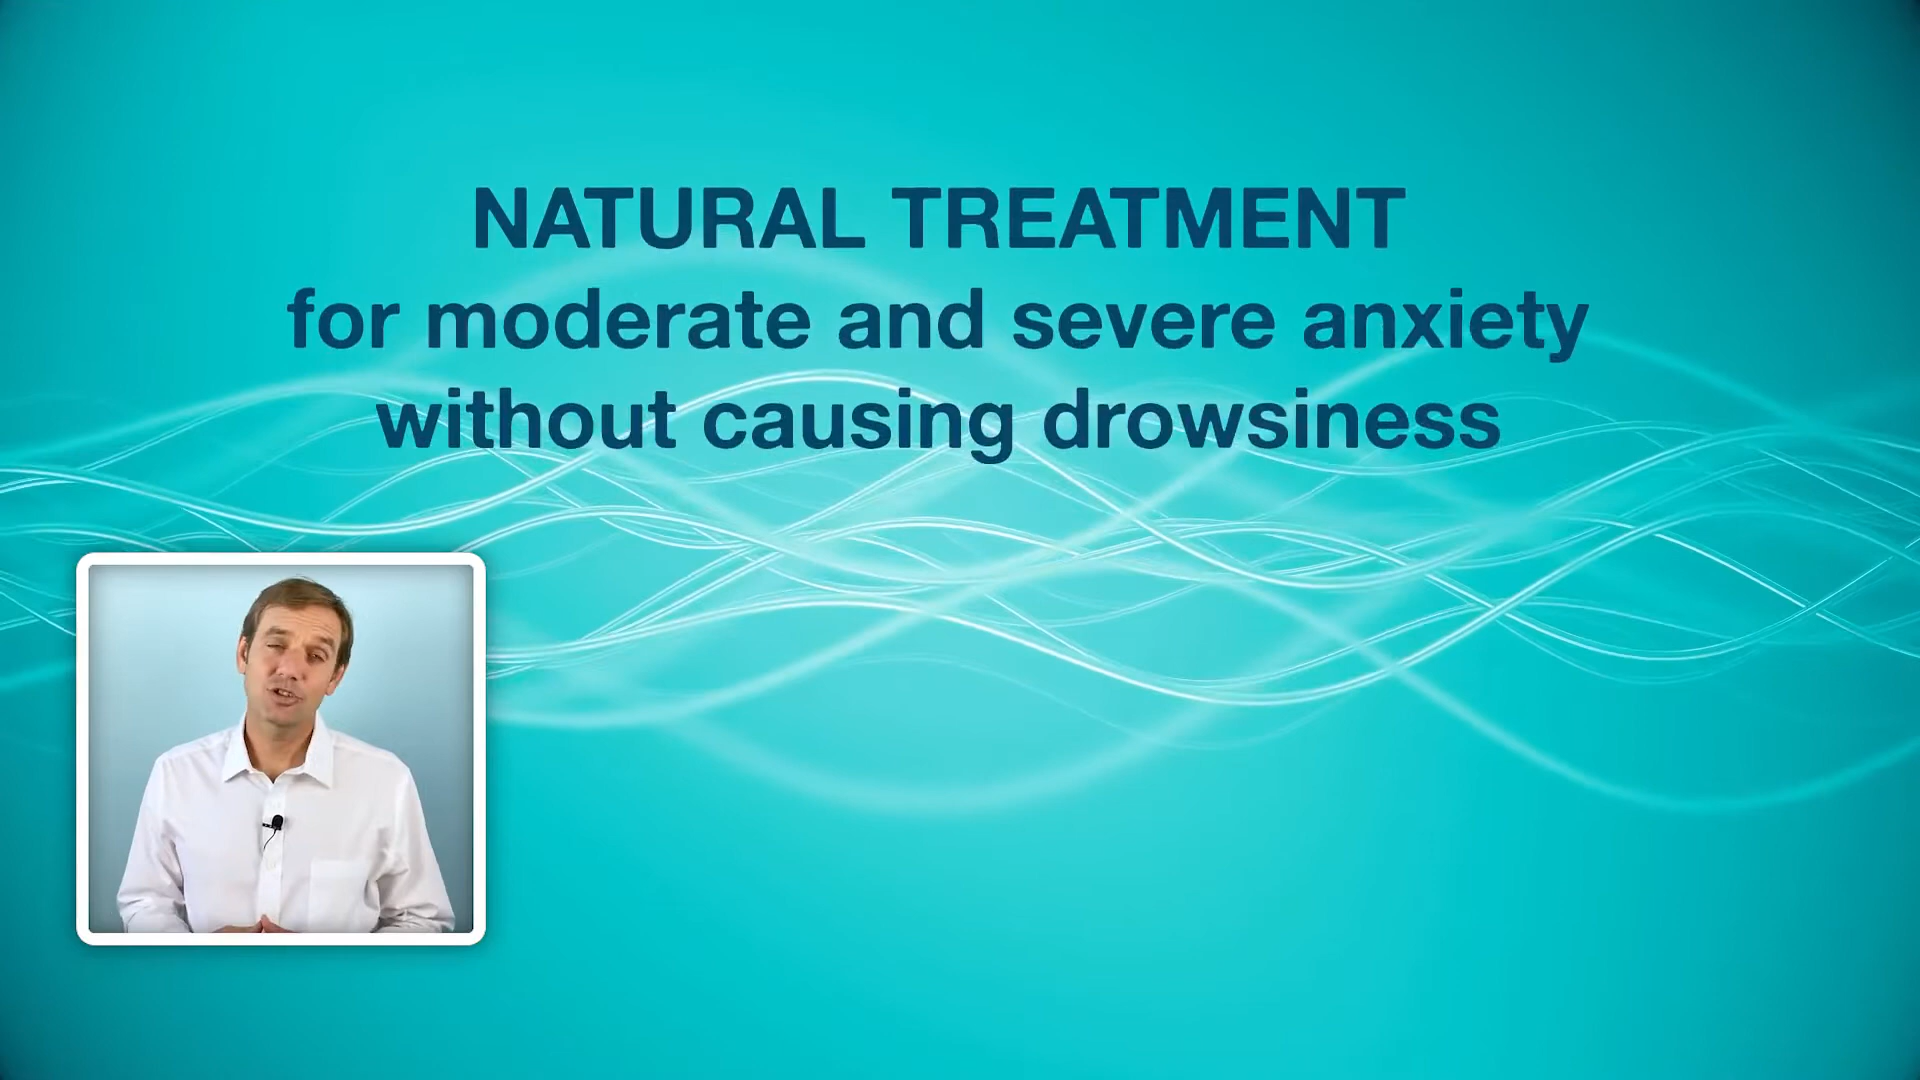 NATURAL TREATMENT
for moderate and severe anxiety
without causing drowsiness